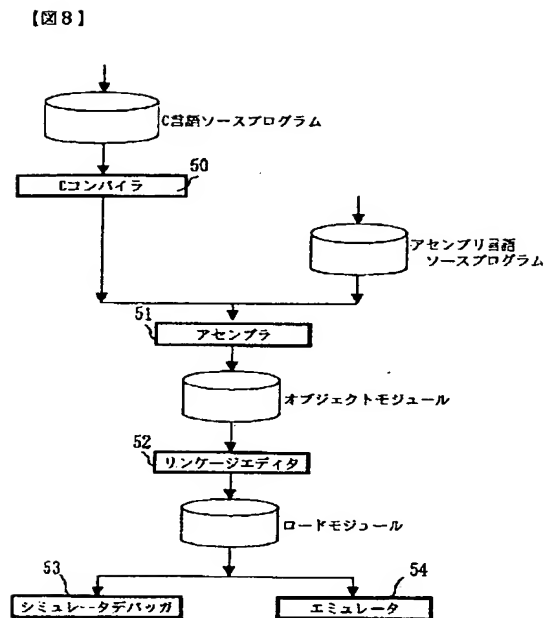 【図8】
C言語ソースプログラム
50
Cコンパイラ
アセンブリ言語
ソースプログラム
51
アセンブラ
オブジェクトモジュール
52
リンケージエディタ
ロードモジュール
53
54
シミュレータデバッガ
エミュレータ